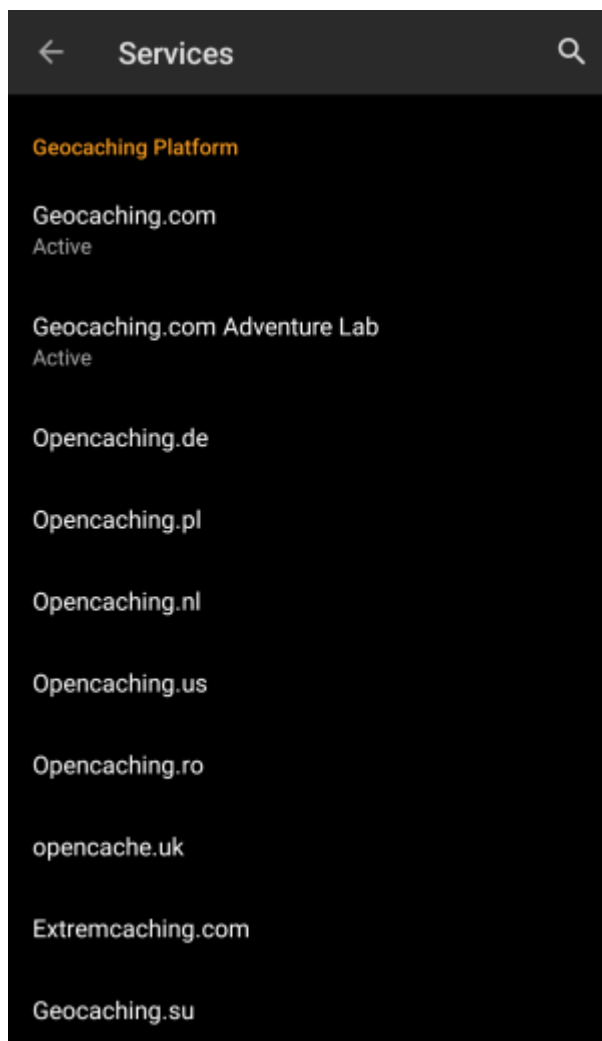 Services
Geocaching Platform
Geocaching.com
Active
Geocaching.com Adventure Lab
Active
Opencaching.de
Opencaching.pl
Opencaching.nl
Opencaching.us
Opencaching.ro
opencache.uk
Extremcaching.com
Geocaching.su